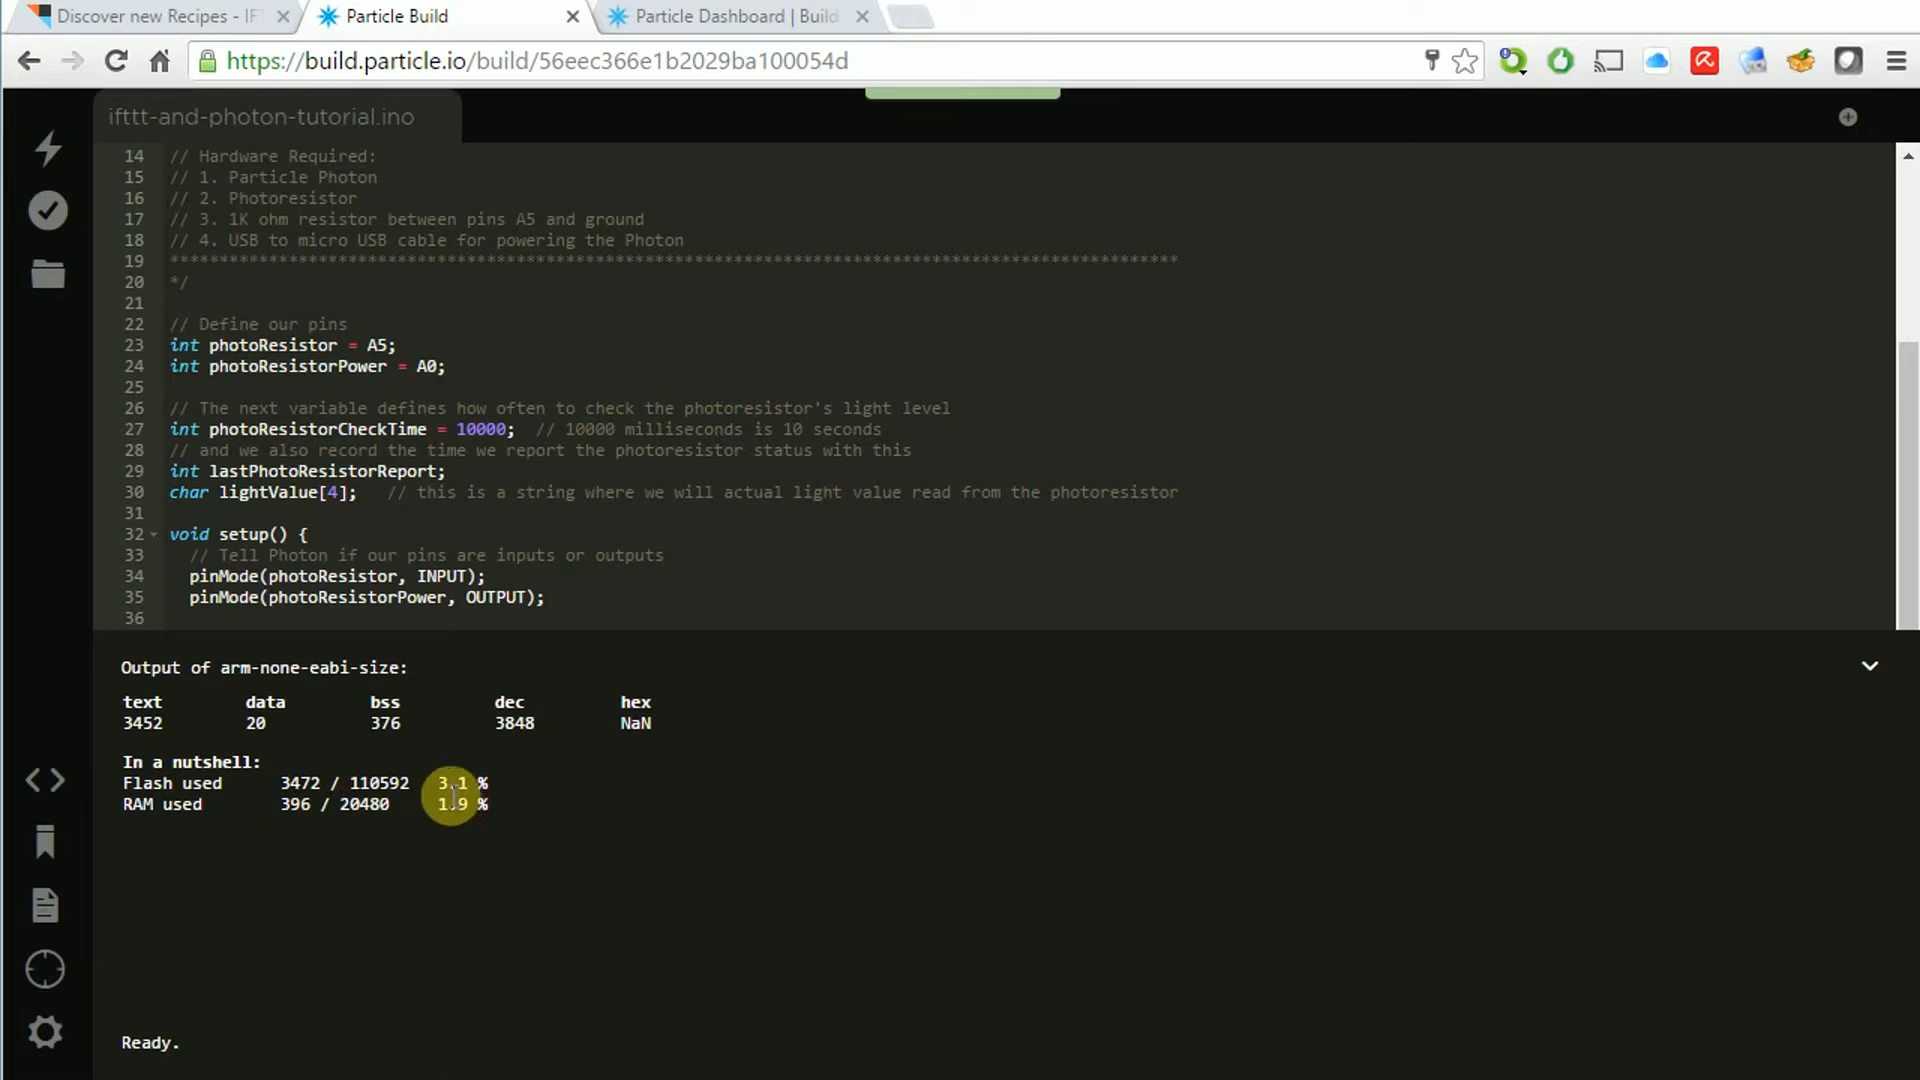 Discover new Recipes - IF
Particle Build
Particle Dashboard | Build
https://build.particle.io/build/56eec366e1b2029ba100054d
ifttt-and-photon-tutorial.ino
14 // Hardware Required:
15 // 1. Particle Photon
16 // 2. Photoresistor
17 // 3. 1K ohm resistor between pins A5 and ground
18 // 4. USB to micro USB cable for powering the Photon
19 ******************************************************************************************************
20 */
21
22 // Define our pins
23 int photoResistor = A5;
24 int photoResistorPower = A0;
25
26 // The next variable defines how often to check the photoresistor's light level
27 int photoResistorCheckTime = 10000;  // 10000 milliseconds is 10 seconds
28 // and we also record the time we report the photoresistor status with this
29 int lastPhotoResistorReport;
30 char lightValue[4];   // this is a string where we will actual light value read from the photoresistor
31
32 void setup() {
33   // Tell Photon if our pins are inputs or outputs
34   pinMode(photoResistor, INPUT);
35   pinMode(photoResistorPower, OUTPUT);
36
Output of arm-none-eabi-size:
text data bss dec hex
3452 20 376 3848 NaN
In a nutshell:
Flash used 3472 / 110592 3.1 %
RAM used 396 / 20480 1.9 %
Ready.